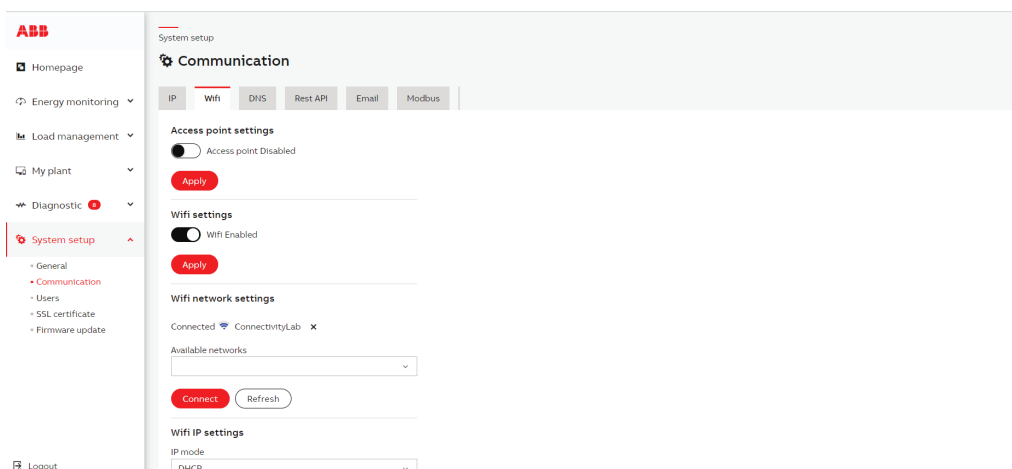 ABB
Homepage
Energy monitoring
Load management
My plant
Diagnostic 8
System setup
General
Communication
Users
SSL certificate
Firmware update
Logout
System setup
Communication
IP Wifi DNS Rest API Email Modbus
Access point settings
Access point Disabled
Apply
Wifi settings
Wifi Enabled
Apply
Wifi network settings
Connected ConnectivityLab
Available networks
Connect Refresh
Wifi IP settings
IP mode
DHCP